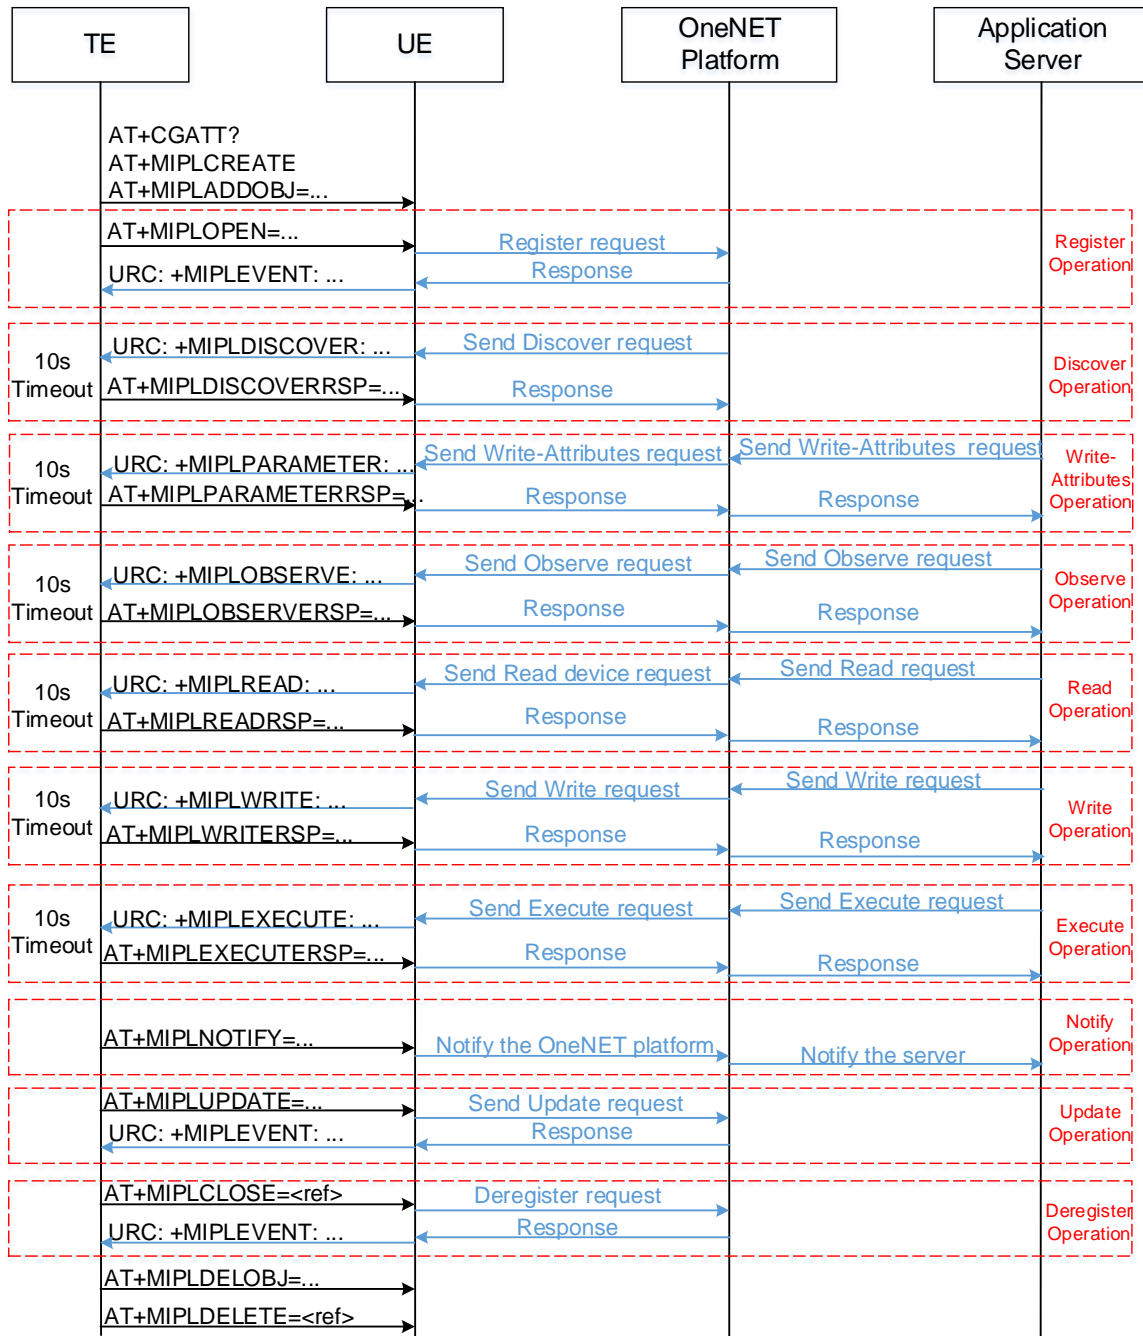 TE
UE
OneNET
Platform
Application
Server
AT+CGATT?
AT+MIPLCREATE
AT+MIPLADDOBJ=...
AT+MIPLOPEN=...
Register request
Register
Operation
URC: +MIPLEVENT: ...
Response
10s
Timeout
URC: +MIPLDISCOVER: ...
Send Discover request
Discover
Operation
AT+MIPLDISCOVERRSP=...
Response
10s
Timeout
URC: +MIPLPARAMETER: ...
Send Write-Attributes request
Send Write-Attributes request
Write-
Attributes
Operation
AT+MIPLPARAMETERRSP=...
Response
Response
10s
Timeout
URC: +MIPLOBSERVE: ...
Send Observe request
Send Observe request
Observe
Operation
AT+MIPLOBSERVERSP=...
Response
Response
10s
Timeout
URC: +MIPLREAD: ...
Send Read device request
Send Read request
Read
Operation
AT+MIPLREADRSP=...
Response
Response
10s
Timeout
URC: +MIPLWRITE: ...
Send Write request
Send Write request
Write
Operation
AT+MIPLWRITERSP=...
Response
Response
10s
Timeout
URC: +MIPLEXECUTE: ...
Send Execute request
Send Execute request
Execute
Operation
AT+MIPLEXECUTERSP=...
Response
Response
AT+MIPLNOTIFY=...
Notify the OneNET platform
Notify the server
Notify
Operation
AT+MIPLUPDATE=...
Send Update request
Update
Operation
URC: +MIPLEVENT: ...
Response
AT+MIPLCLOSE=<ref>
Deregister request
Deregister
Operation
URC: +MIPLEVENT: ...
Response
AT+MIPLDELOBJ=...
AT+MIPLDELETE=<ref>